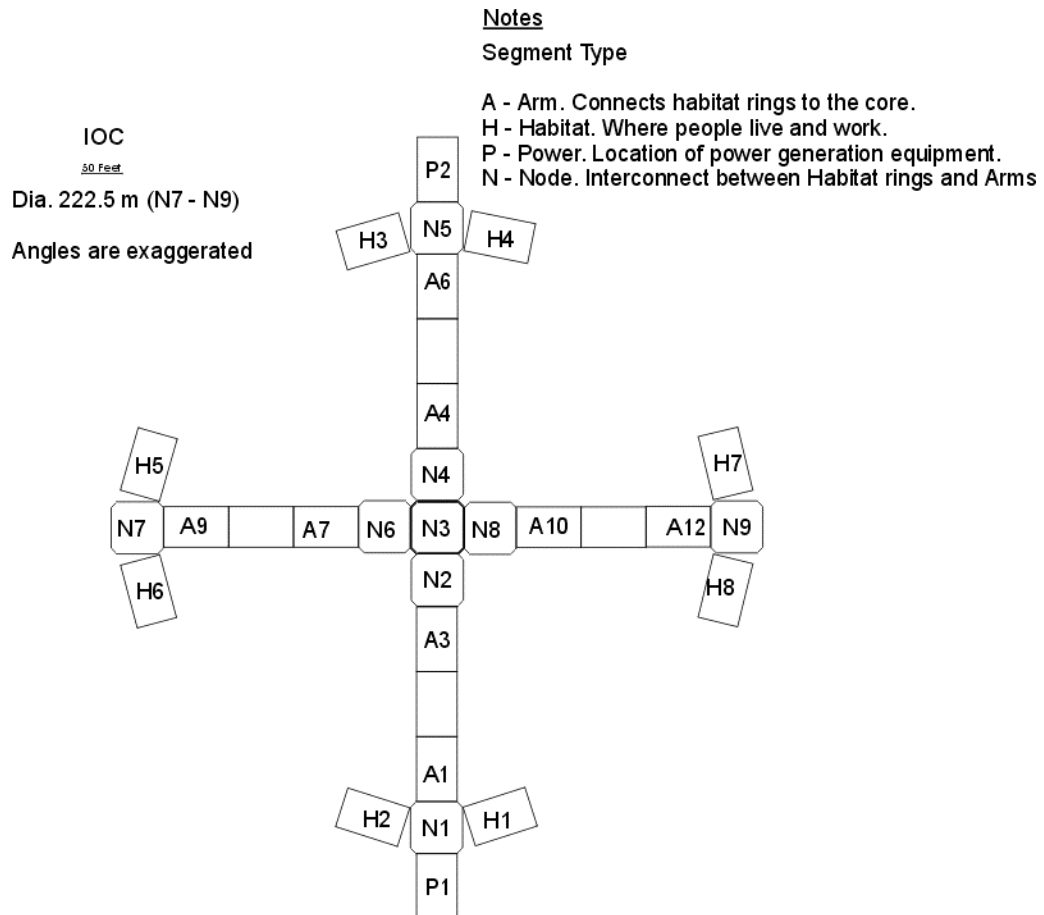 Notes
Segment Type
A - Arm. Connects habitat rings to the core.
H - Habitat. Where people live and work.
P - Power. Location of power generation equipment.
N - Node. Interconnect between Habitat rings and Arms
IOC
50 Feet
Dia. 222.5 m (N7 - N9)
Angles are exaggerated
P2
H3 N5 H4
A6
A4
H5 N4 H7
N7 A9 A7 N6 N3 N8 A10 A12 N9
H6 N2 H8
A3
A1
H2 N1 H1
P1